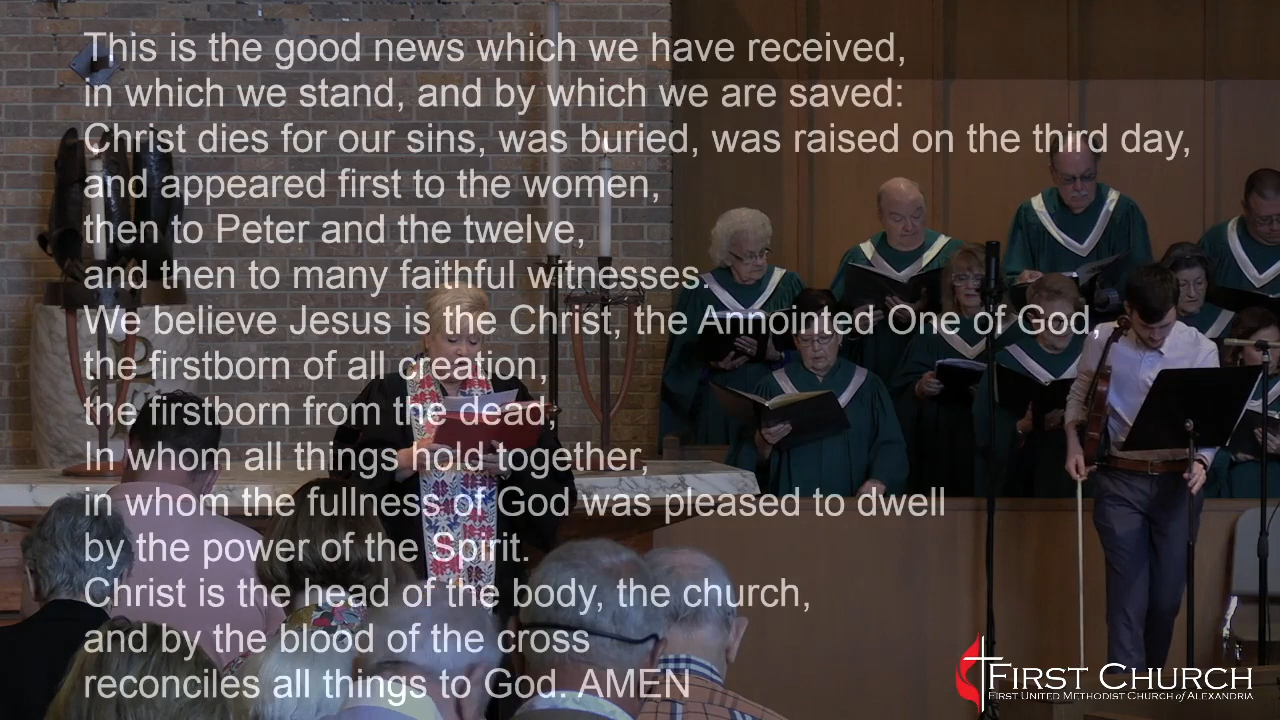 This is the good news which we have received,
in which we stand, and by which we are saved:
Christ dies for our sins, was buried, was raised on the third day,
and appeared first to the women,
then to Peter and the twelve,
and then to many faithful witnesses.
We believe Jesus is the Christ, the Annointed One of God,
the firstborn of all creation,
the firstborn from the dead,
In whom all things hold together,
in whom the fullness of God was pleased to dwell
by the power of the Spirit.
Christ is the head of the body, the church,
and by the blood of the cross
reconciles all things to God. AMEN
FIRST CHURCH
FIRST UNITED METHODIST CHURCH of ALEXANDRIA